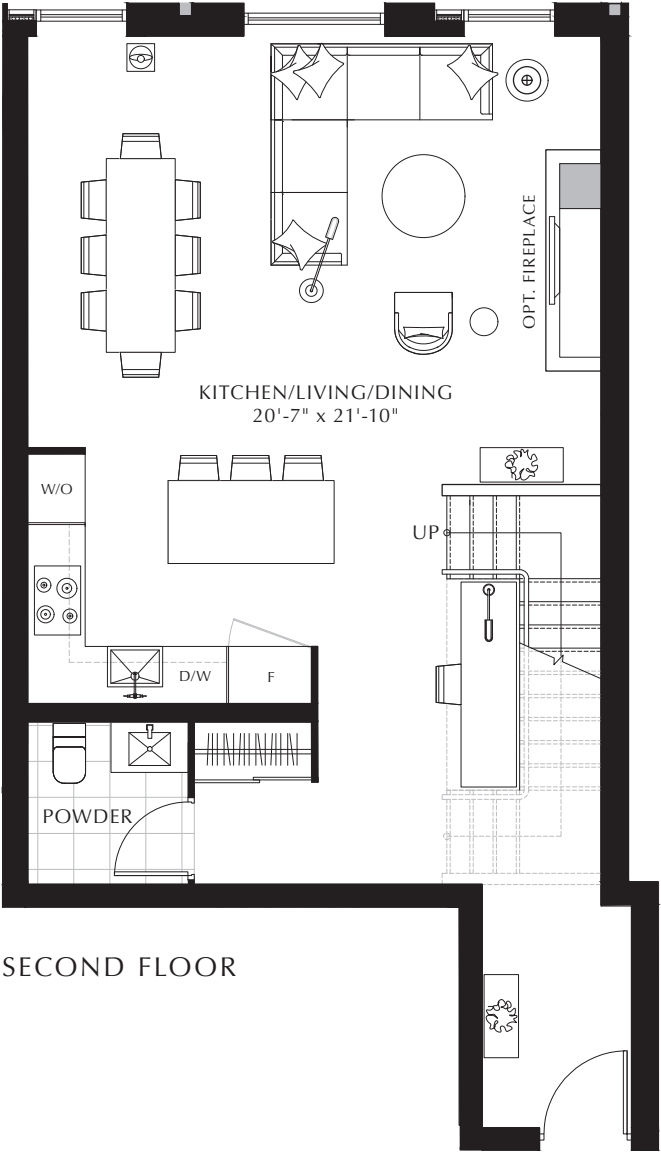 OPT. FIREPLACE
KITCHEN/LIVING/DINING
20'-7" x 21'-10"
W/O
UP
D/W
F
POWDER
SECOND FLOOR